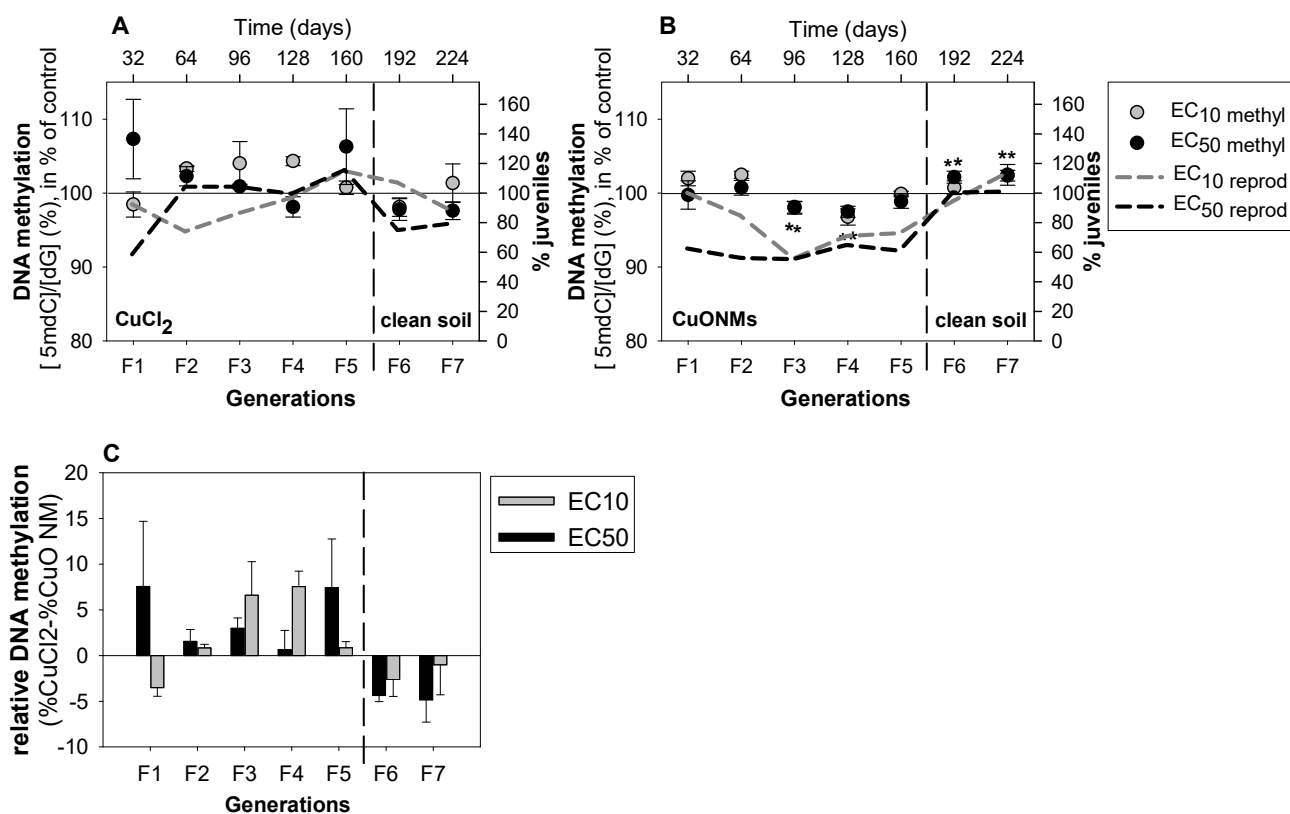 A
Time (days)
32 64 96 128 160 192 224
DNA methylation
[ 5mdC]/[dG] (%), in % of control
110
100
90
80
160
140
120
100
80
60
40
20
0
% juveniles
CuCl2
clean soil
F1 F2 F3 F4 F5 F6 F7
Generations
B
Time (days)
32 64 96 128 160 192 224
DNA methylation
[ 5mdC]/[dG] (%), in % of control
110
100
90
80
160
140
120
100
80
60
40
20
0
% juveniles
**
**
**
**
CuONMs
clean soil
F1 F2 F3 F4 F5 F6 F7
Generations
EC10 methyl
EC50 methyl
EC10 reprod
EC50 reprod
C
relative DNA methylation
(%CuCl2-%CuO NM)
20
15
10
5
0
-5
-10
F1 F2 F3 F4 F5 F6 F7
Generations
EC10
EC50